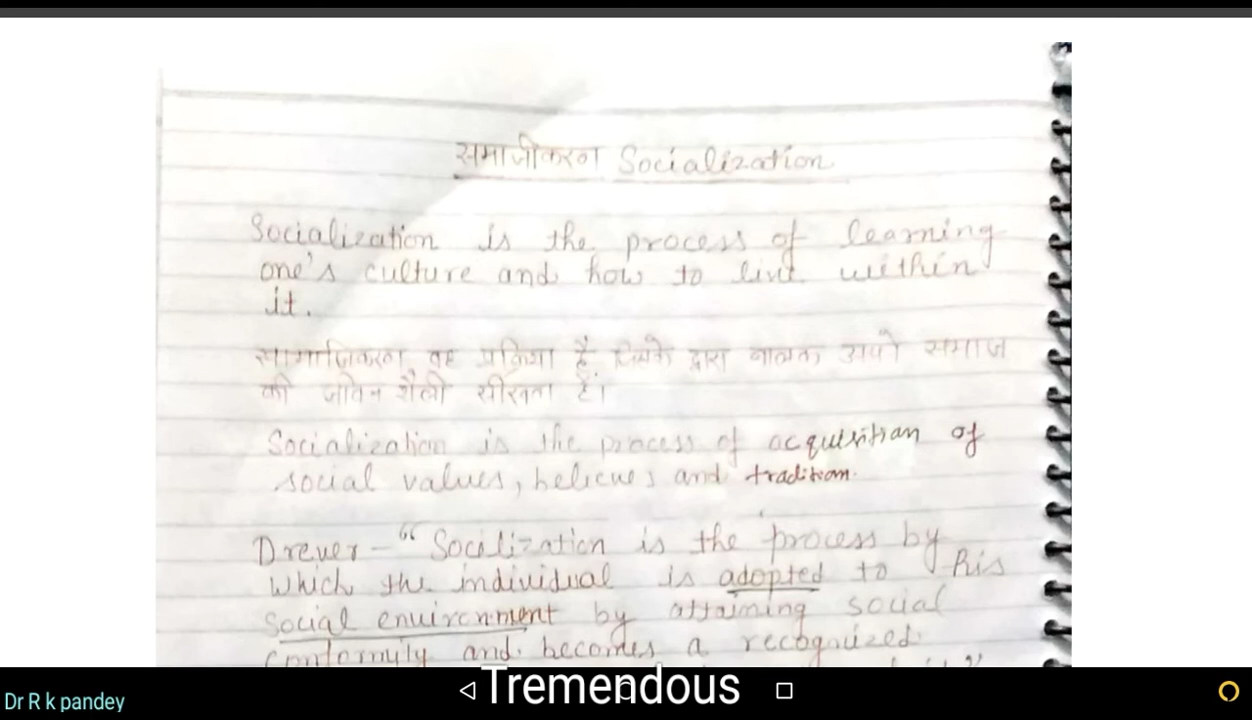 समाजीकरण Socialization
Socialization is the process of learning
one's culture and how to live within
it.
सामाजिकरण वह प्रक्रिया है जिसके द्वारा बालक अपने समाज
की जीवन शैली सीखता है।
Socialization is the process of acquisition of
social values, believes and tradition.
Drever - "Socilization is the process by
which the individual is adopted to his
social environment by attaining social
conformity and becomes a recognized
Tremendous
Dr R k pandey